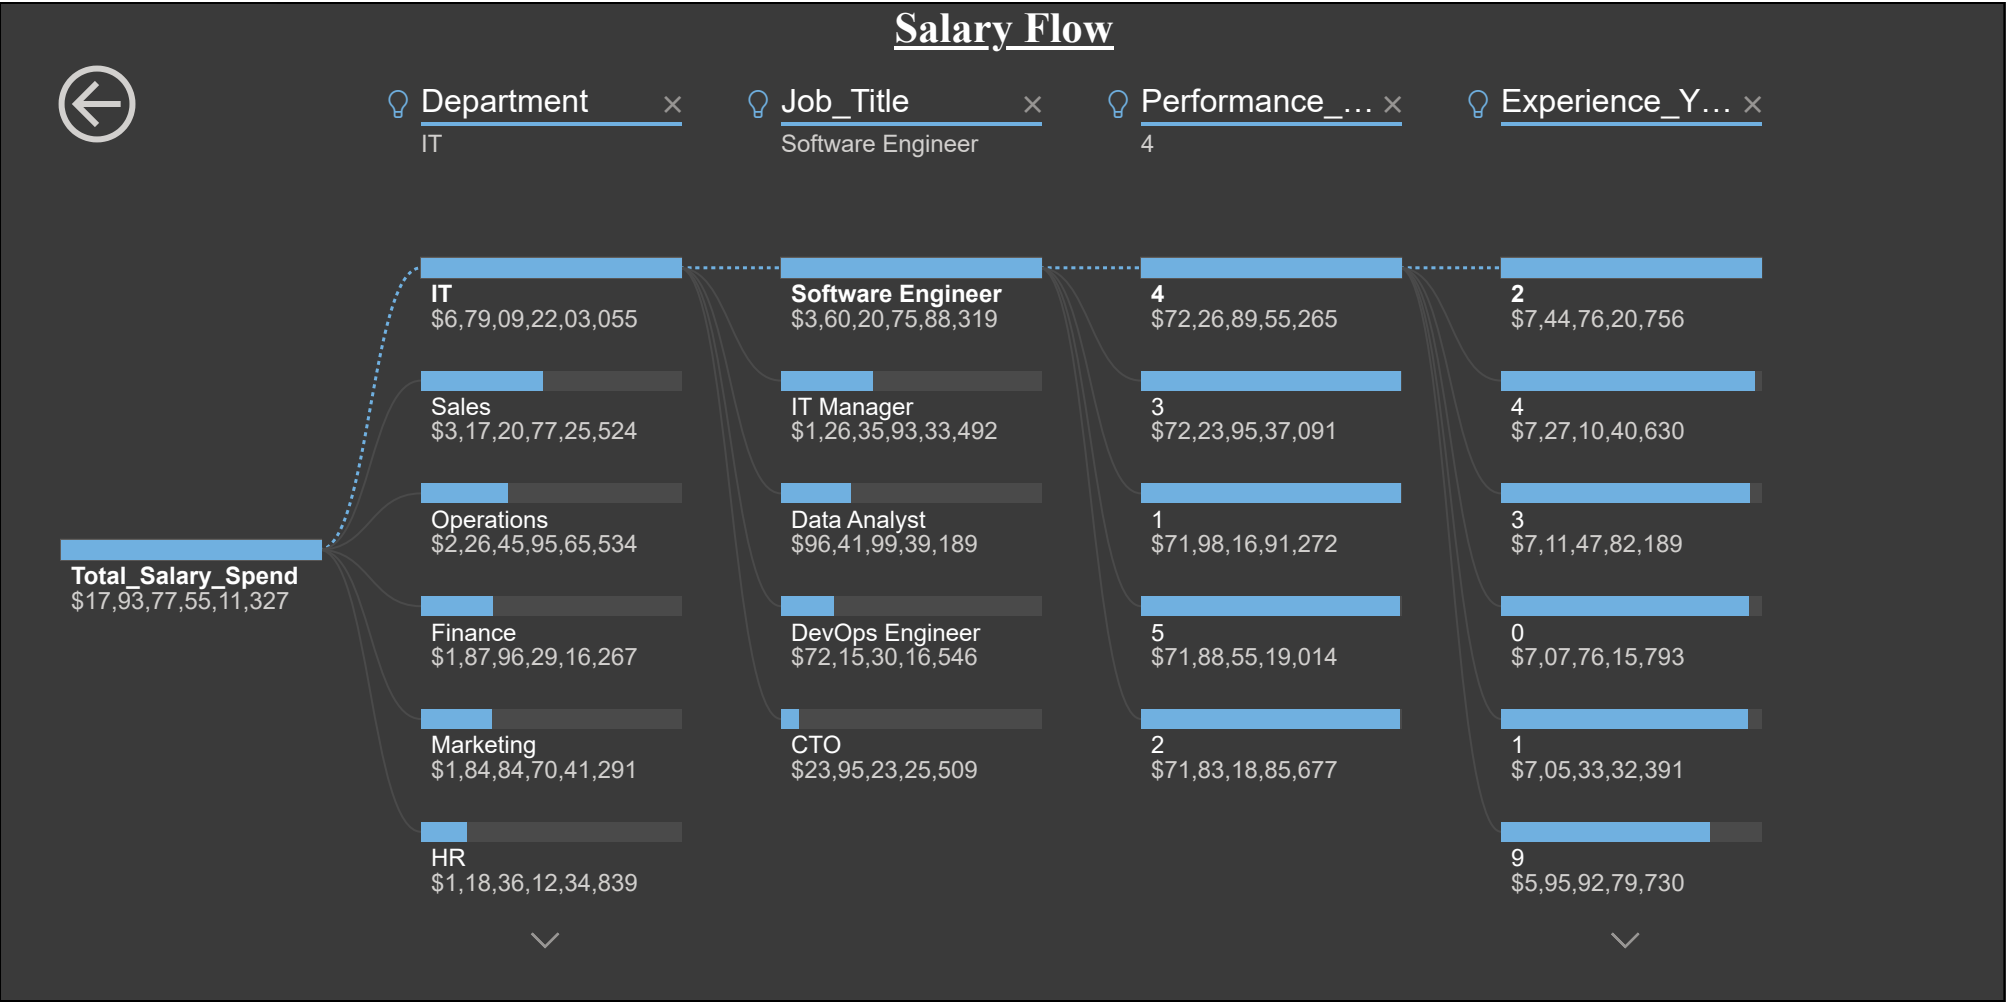 Salary Flow
Department
IT
Job_Title
Software Engineer
Performance_...
4
Experience_Y...
Total_Salary_Spend
$17,93,77,55,11,327
IT
$6,79,09,22,03,055
Sales
$3,17,20,77,25,524
Operations
$2,26,45,95,65,534
Finance
$1,87,96,29,16,267
Marketing
$1,84,84,70,41,291
HR
$1,18,36,12,34,839
Software Engineer
$3,60,20,75,88,319
IT Manager
$1,26,35,93,33,492
Data Analyst
$96,41,99,39,189
DevOps Engineer
$72,15,30,16,546
CTO
$23,95,23,25,509
4
$72,26,89,55,265
3
$72,23,95,37,091
1
$71,98,16,91,272
5
$71,88,55,19,014
2
$71,83,18,85,677
2
$7,44,76,20,756
4
$7,27,10,40,630
3
$7,11,47,82,189
0
$7,07,76,15,793
1
$7,05,33,32,391
9
$5,95,92,79,730